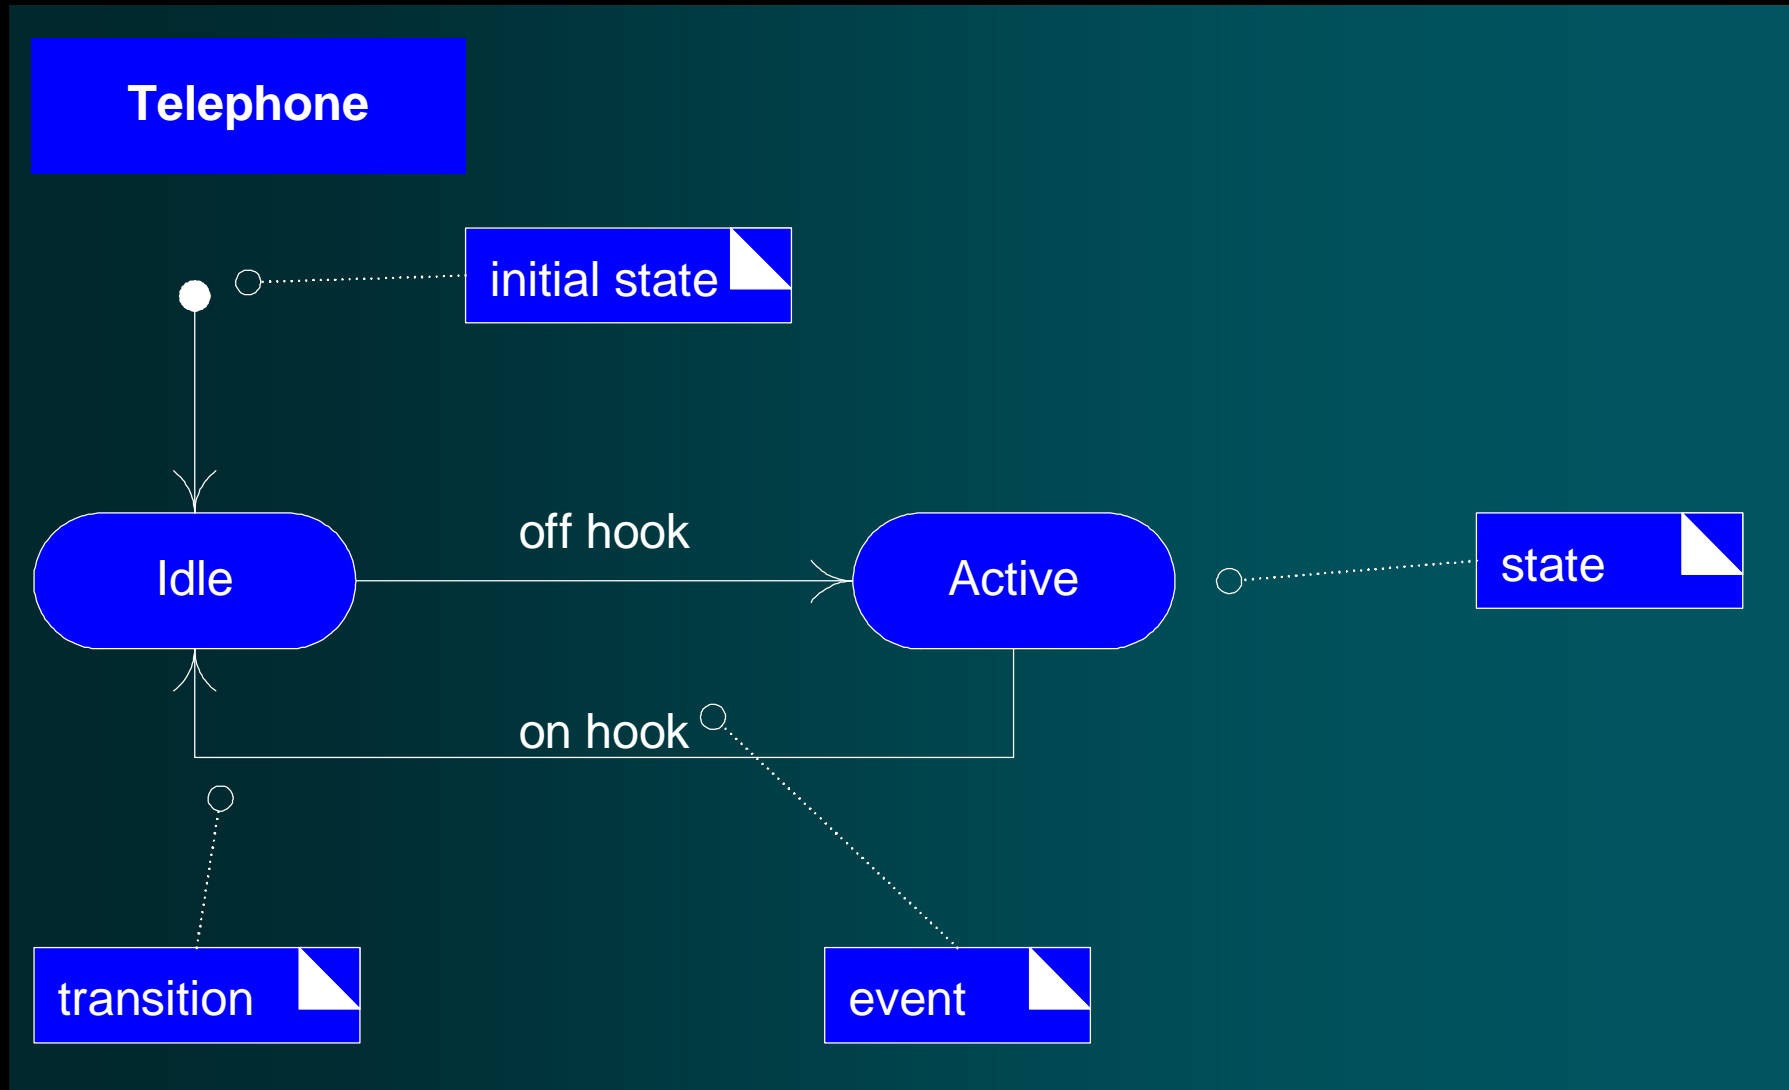 Telephone
initial state
off hook
Idle
Active
state
on hook
transition
event